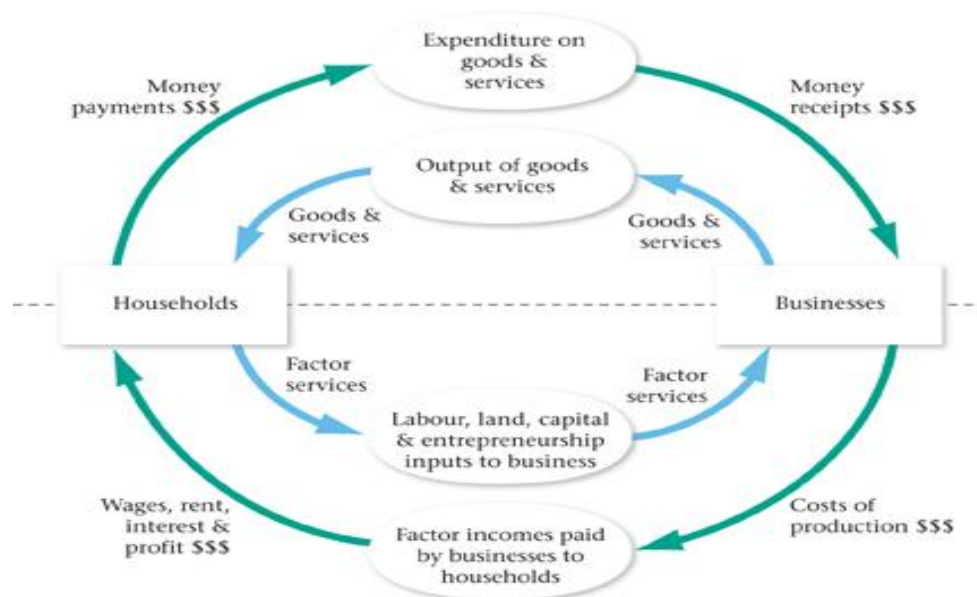 Expenditure on
goods &
services
Money
payments $$$
Money
receipts $$$
Output of goods
& services
Goods &
services
Goods &
services
Households
Businesses
Factor
services
Factor
services
Labour, land, capital
& entrepreneurship
inputs to business
Wages, rent,
interest &
profit $$$
Costs of
production $$$
Factor incomes paid
by businesses to
households